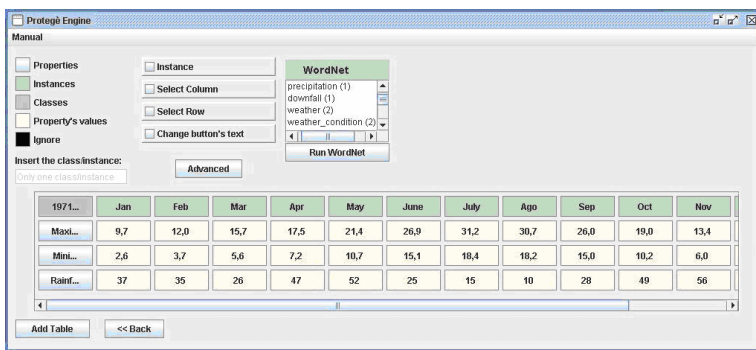 Protegè Engine
Manual
Properties
Instances
Classes
Property's values
Ignore
Insert the class/instance:
Only one class/instance
Instance
Select Column
Select Row
Change button's text
Advanced
WordNet
precipitation (1)
downfall (1)
weather (2)
weather_condition (2)
Run WordNet
1971... Jan Feb Mar Apr May June July Ago Sep Oct Nov
Maxi... 9,7 12,0 15,7 17,5 21,4 26,9 31,2 30,7 26,0 19,0 13,4
Mini... 2,6 3,7 5,6 7,2 10,7 15,1 18,4 18,2 15,0 10,2 6,0
Rainf... 37 35 26 47 52 25 15 10 28 49 56
Add Table << Back